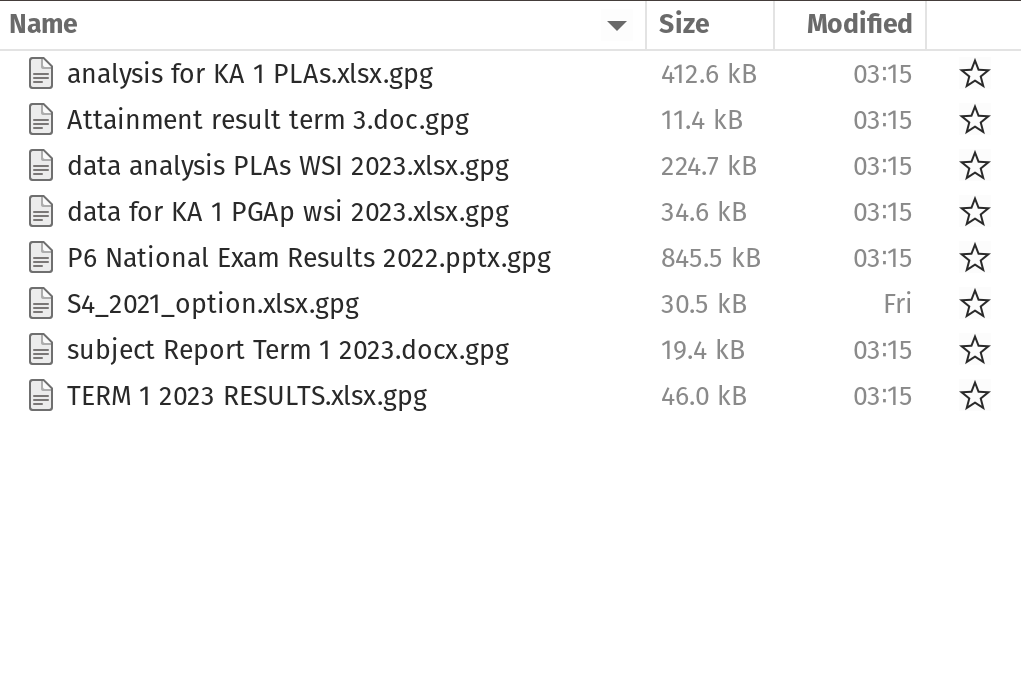 Name Size Modified
analysis for KA 1 PLAs.xlsx.gpg 412.6 kB 03:15
Attainment result term 3.doc.gpg 11.4 kB 03:15
data analysis PLAs WSI 2023.xlsx.gpg 224.7 kB 03:15
data for KA 1 PGAp wsi 2023.xlsx.gpg 34.6 kB 03:15
P6 National Exam Results 2022.pptx.gpg 845.5 kB 03:15
S4_2021_option.xlsx.gpg 30.5 kB Fri
subject Report Term 1 2023.docx.gpg 19.4 kB 03:15
TERM 1 2023 RESULTS.xlsx.gpg 46.0 kB 03:15